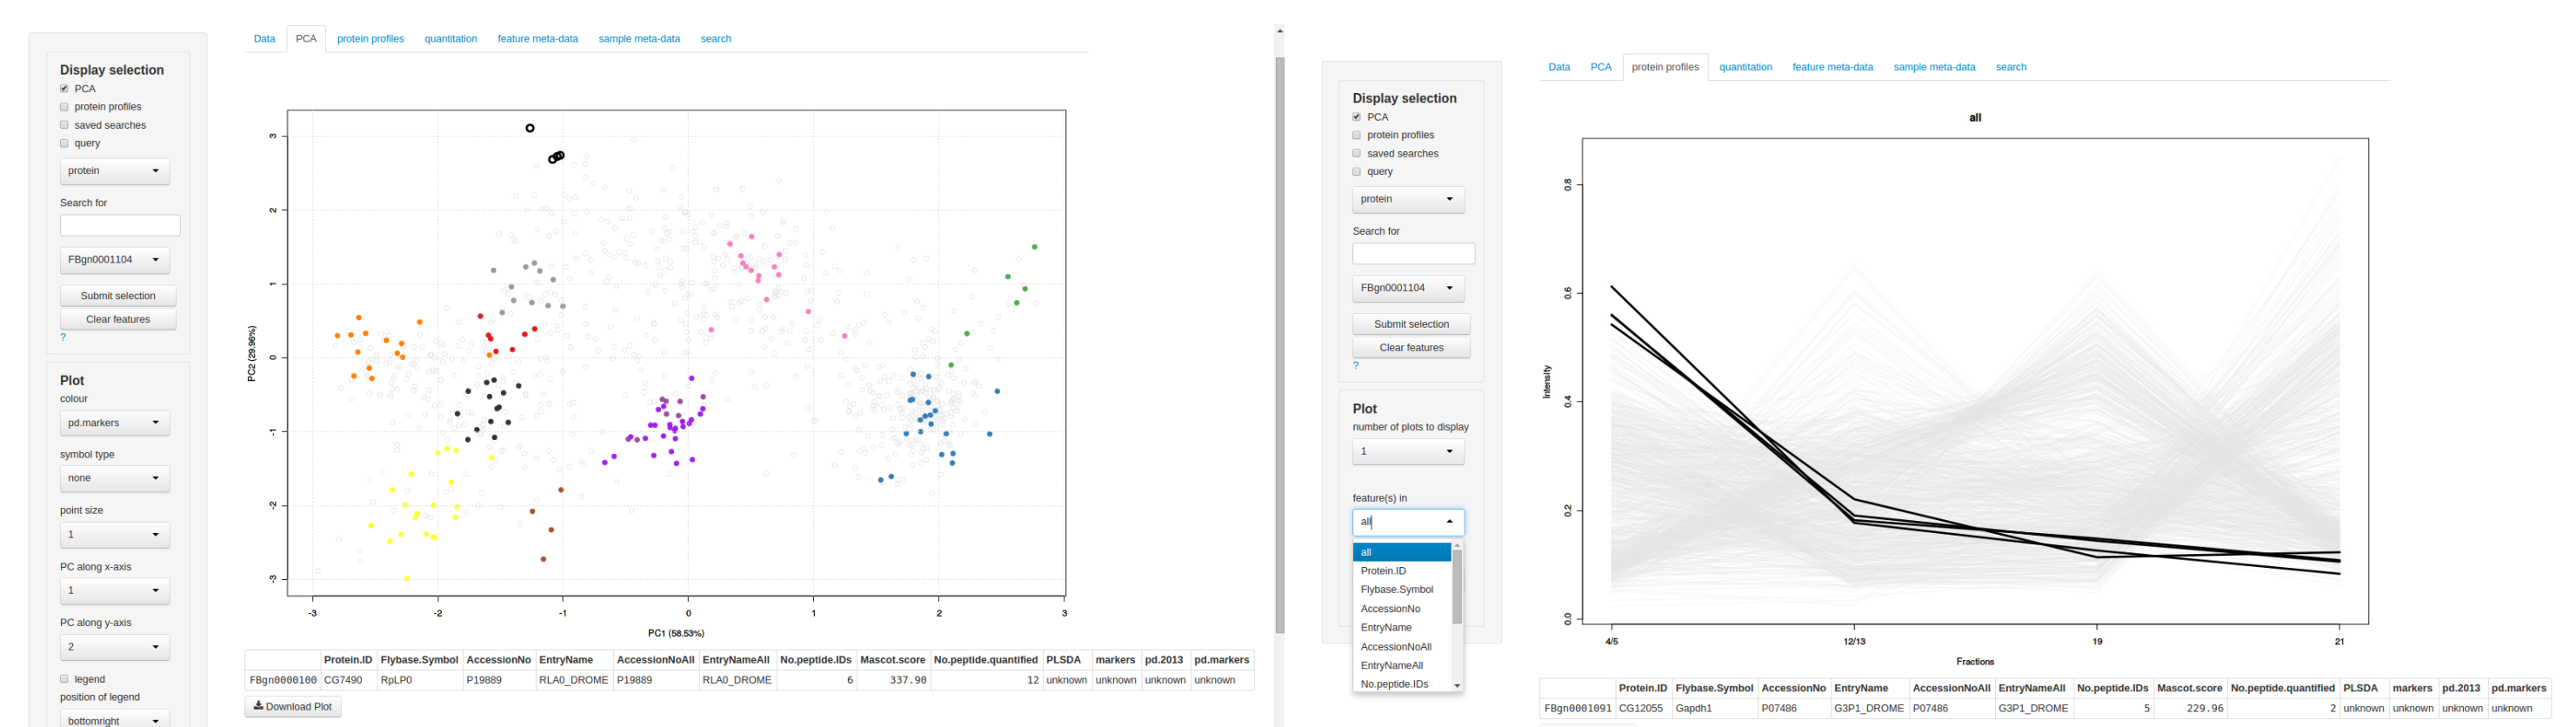 Data PCA protein profiles quantitation feature meta-data sample meta-data search
Display selection
PCA
protein profiles
saved searches
query
protein
Search for
FBgn0001104
Submit selection
Clear features
?
Plot
colour
pd.markers
symbol type
none
point size
1
PC along x-axis
1
PC along y-axis
2
legend
position of legend
bottomright
3
2
1
0
-1
-2
-3
PC2 (29.96%)
-3 -2 -1 0 1 2 3
PC1 (58.53%)
Protein.ID Flybase.Symbol AccessionNo EntryName AccessionNoAll EntryNameAll No.peptide.IDs Mascot.score No.peptide.quantified PLSDA markers pd.2013 pd.markers
FBgn0000100 CG7490 RpLP0 P19889 RLA0_DROME P19889 RLA0_DROME 6 337.90 12 unknown unknown unknown unknown
Download Plot
Data PCA protein profiles quantitation feature meta-data sample meta-data search
Display selection
PCA
protein profiles
saved searches
query
protein
Search for
FBgn0001104
Submit selection
Clear features
?
Plot
number of plots to display
1
feature(s) in
all
all
Protein.ID
Flybase.Symbol
AccessionNo
EntryName
AccessionNoAll
EntryNameAll
No.peptide.IDs
all
0.8
0.6
0.4
0.2
0.0
Intensity
4/5 12/13 19 21
Fractions
Protein.ID Flybase.Symbol AccessionNo EntryName AccessionNoAll EntryNameAll No.peptide.IDs Mascot.score No.peptide.quantified PLSDA markers pd.2013 pd.markers
FBgn0001091 CG12055 Gapdh1 P07486 G3P1_DROME P07486 G3P1_DROME 5 229.96 2 unknown unknown unknown unknown